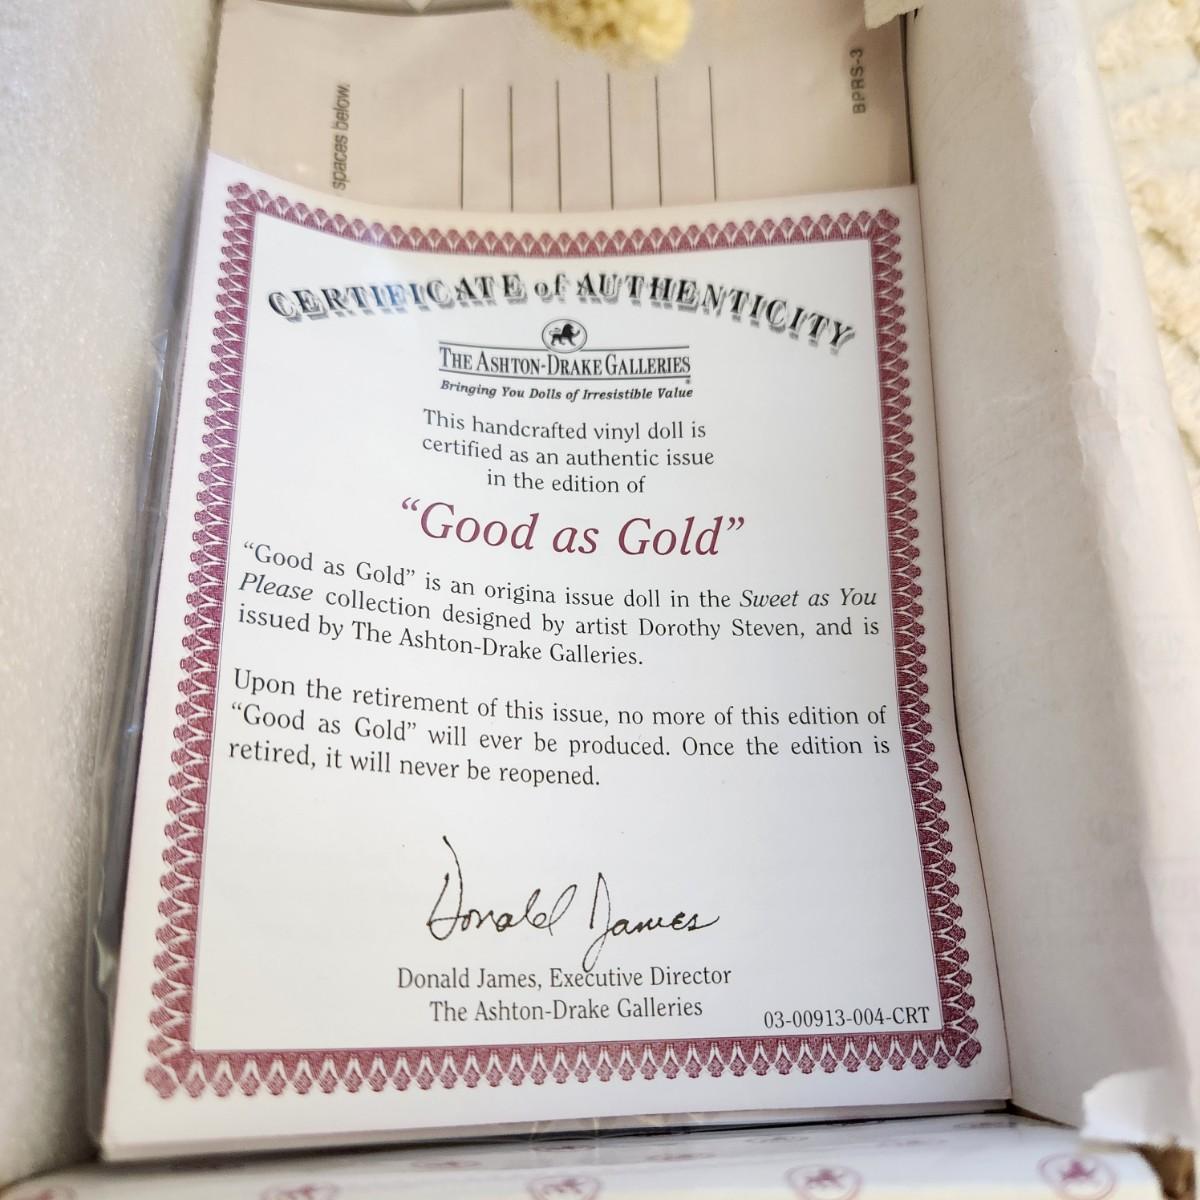 spaces below.
BPRS-3
CERTIFICATE of AUTHENTICITY
THE ASHTON-DRAKE GALLERIES
Bringing You Dolls of Irresistible Value®
This handcrafted vinyl doll is
certified as an authentic issue
in the edition of
“Good as Gold”
“Good as Gold” is an origina issue doll in the Sweet as You
Please collection designed by artist Dorothy Steven, and is
issued by The Ashton-Drake Galleries.
Upon the retirement of this issue, no more of this edition of
“Good as Gold” will ever be produced. Once the edition is
retired, it will never be reopened.
Donald James
Donald James, Executive Director
The Ashton-Drake Galleries
03-00913-004-CRT